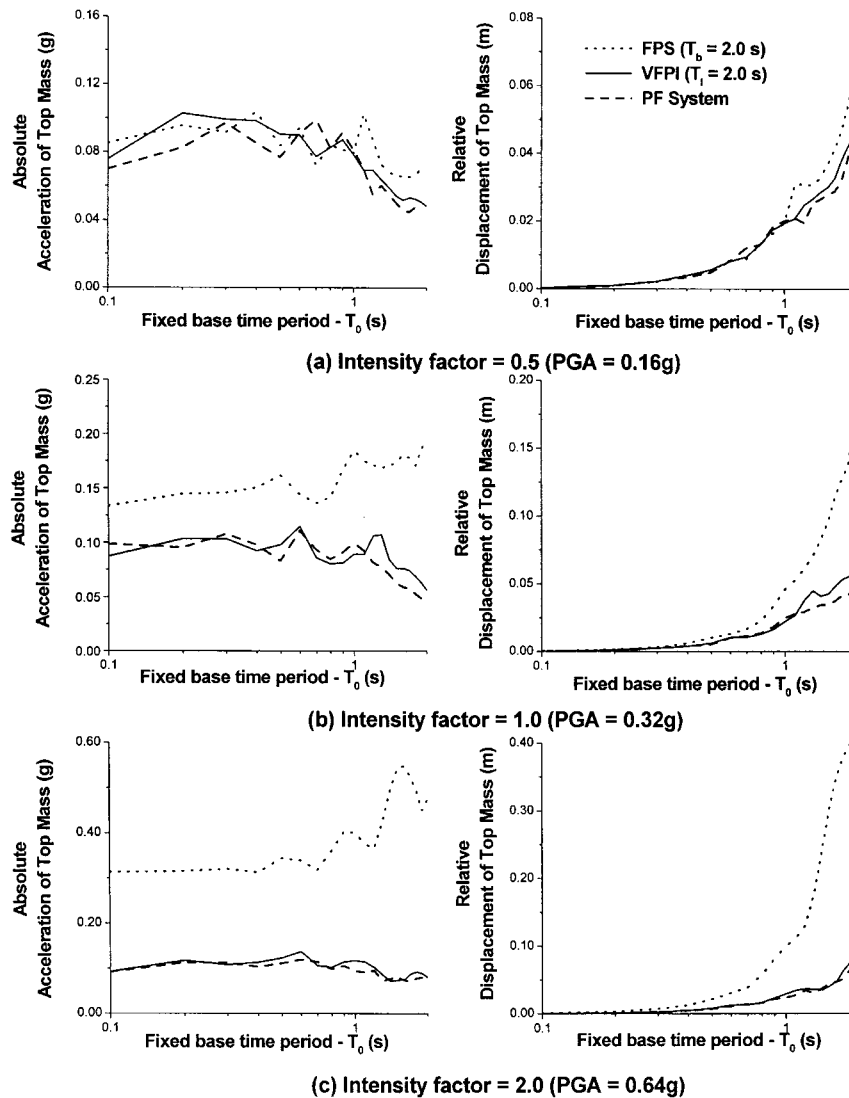 0.16
0.12
0.08
0.04
0.00
Absolute
Acceleration of Top Mass (g)
0.1
1
Fixed base time period - T₀ (s)
0.08
0.06
0.04
0.02
0.00
Relative
Displacement of Top Mass (m)
FPS (T_b = 2.0 s)
VFPI (T_I = 2.0 s)
PF System
0.1
1
Fixed base time period - T₀ (s)
(a) Intensity factor = 0.5 (PGA = 0.16g)
0.25
0.20
0.15
0.10
0.05
0.00
Absolute
Acceleration of Top Mass (g)
0.1
1
Fixed base time period - T₀ (s)
0.20
0.15
0.10
0.05
0.00
Relative
Displacement of Top Mass (m)
0.1
1
Fixed base time period - T₀ (s)
(b) Intensity factor = 1.0 (PGA = 0.32g)
0.60
0.40
0.20
0.00
Absolute
Acceleration of Top Mass (g)
0.1
1
Fixed base time period - T₀ (s)
0.40
0.30
0.20
0.10
0.00
Relative
Displacement of Top Mass (m)
0.1
1
Fixed base time period - T₀ (s)
(c) Intensity factor = 2.0 (PGA = 0.64g)